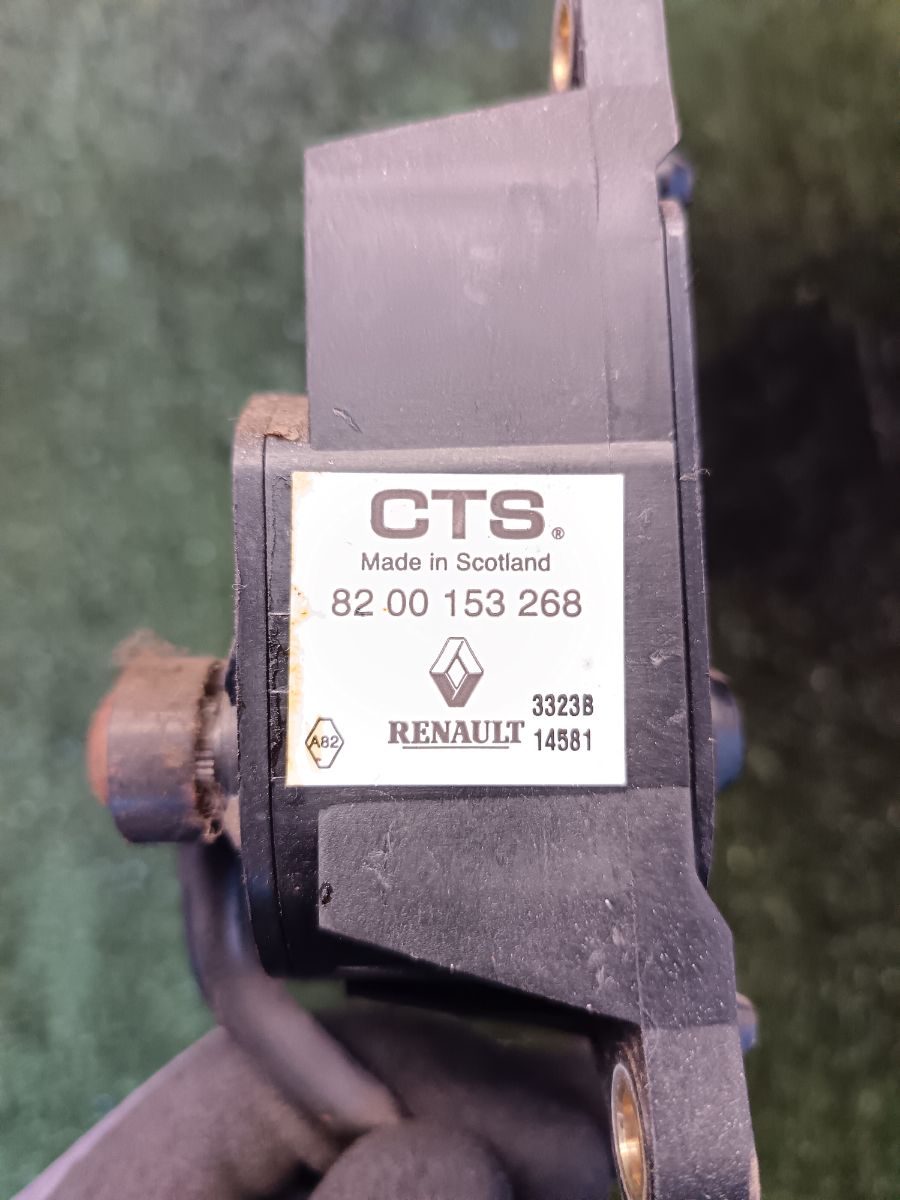 CTS®
Made in Scotland
82 00 153 268
3323B
RENAULT 14581
A82